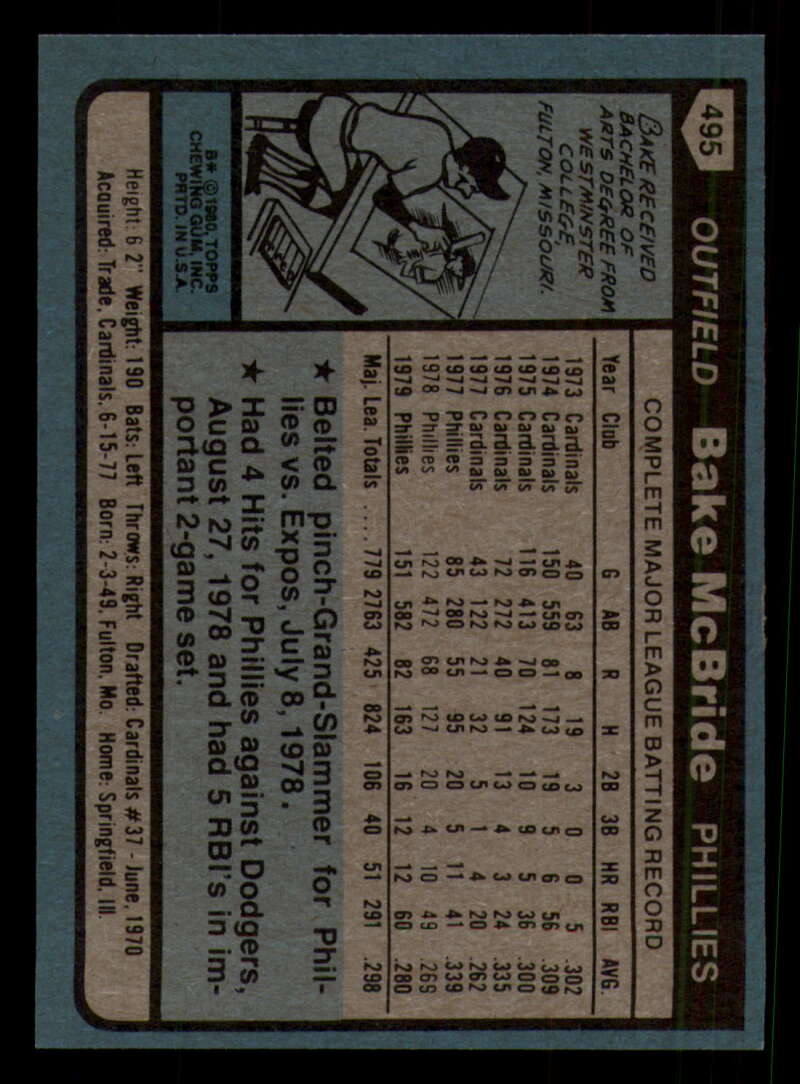 495 OUTFIELD Bake McBride PHILLIES
BAKE RECEIVED
BACHELOR OF
ARTS DEGREE FROM
WESTMINSTER
COLLEGE,
FULTON, MISSOURI.
B* © 1980, TOPPS
CHEWING GUM, INC.
PRTD. IN U.S.A.
COMPLETE MAJOR LEAGUE BATTING RECORD
Year Club G AB R H 2B 3B HR RBI AVG.
1973 Cardinals 40 63 8 19 3 0 0 5 .302
1974 Cardinals 150 559 81 173 19 5 6 56 .309
1975 Cardinals 116 413 70 124 10 9 5 36 .300
1976 Cardinals 72 272 40 91 13 4 3 24 .335
1977 Cardinals 43 122 21 32 5 1 4 20 .262
1977 Phillies 85 280 55 95 20 5 11 41 .339
1978 Phillies 122 472 68 127 20 4 10 49 .269
1979 Phillies 151 582 82 163 16 12 12 60 .280
Maj. Lea. Totals .... 779 2763 425 824 106 40 51 291 .298
★ Belted pinch-Grand-Slammer for Phil-
lies vs. Expos, July 8, 1978.
★ Had 4 Hits for Phillies against Dodgers,
August 27, 1978 and had 5 RBI's in im-
portant 2-game set.
Height: 6 2" Weight: 190 Bats: Left Throws: Right Drafted: Cardinals #37 - June, 1970
Acquired: Trade, Cardinals, 6-15-77 Born: 2-3-49, Fulton, Mo. Home: Springfield, Ill.